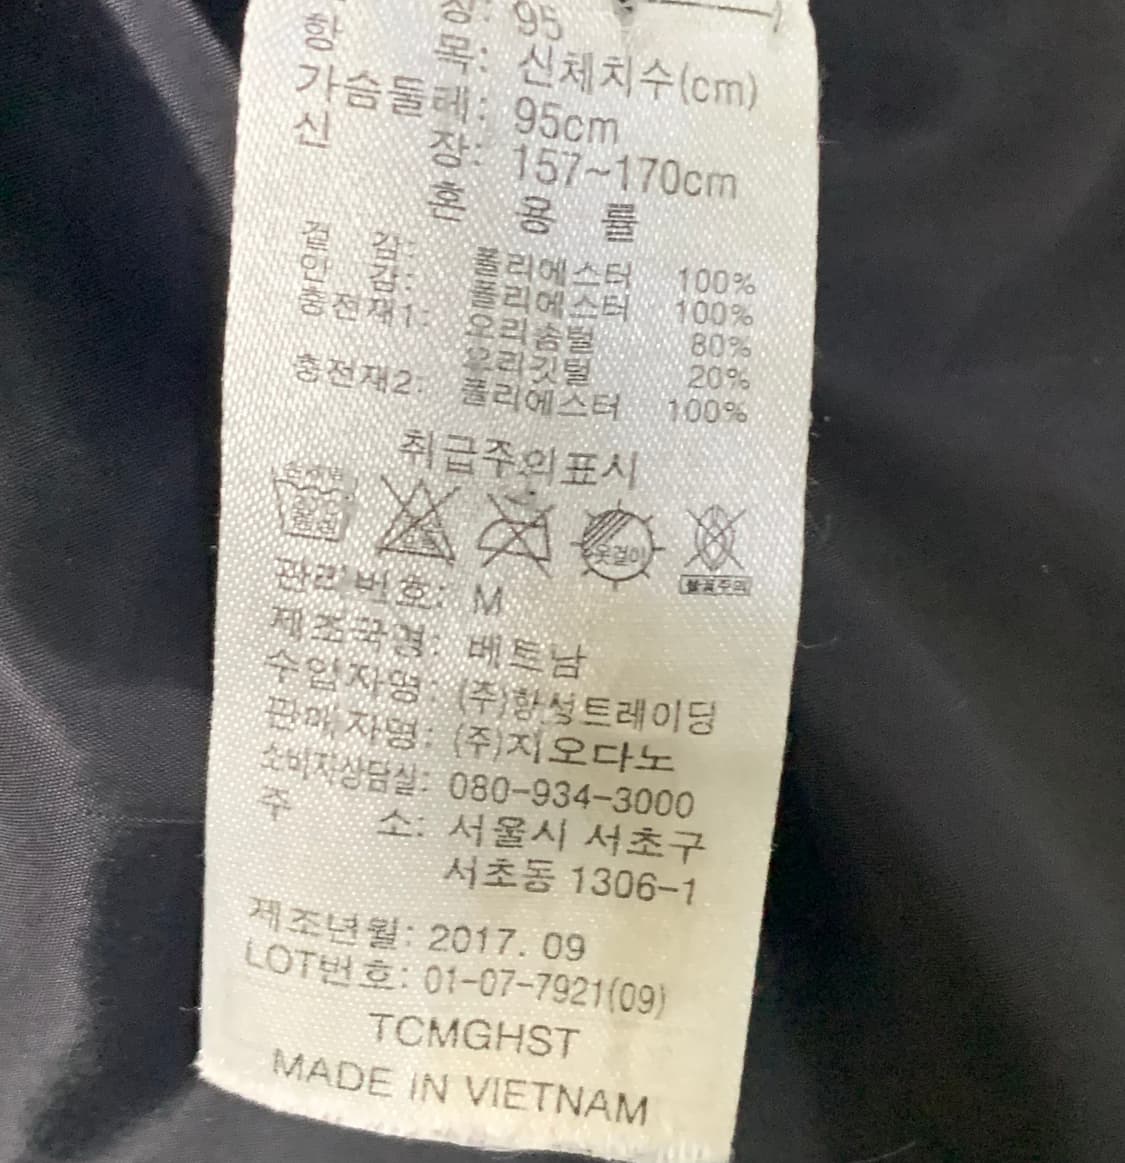 95
항 목: 신체치수(cm)
가슴둘레: 95cm
신 장: 157~170cm
혼 용 률
겉 감: 폴리에스터 100%
안 감: 폴리에스터 100%
충전재1: 오리솜털 80%
오리깃털 20%
충전재2: 폴리에스터 100%
취급주의표시
옷걸이
관리번호: M
제조국명: 베트남
수입자명: (주)항성트레이딩
판매자명: (주)지오다노
소비자상담실: 080-934-3000
주 소: 서울시 서초구
서초동 1306-1
제조년월: 2017. 09
LOT번호: 01-07-7921(09)
TCMGHST
MADE IN VIETNAM